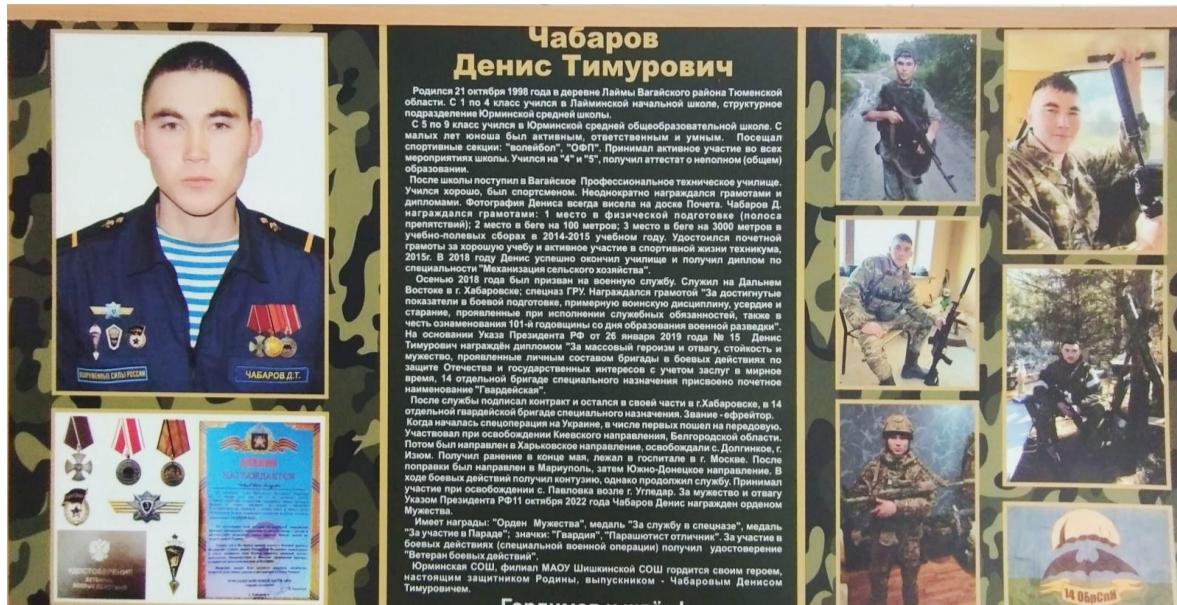 Чабаров
Денис Тимурович
Родился 21 октября 1998 года в деревне Лаймы Вагайского района Тюменской
области. С 1 по 4 класс учился в Лайминской начальной школе, структурное
подразделение Юрминской средней школы.
С 5 по 9 класс учился в Юрминской средней общеобразовательной школе. С
малых лет юноша был активным, ответственным и умным. Посещал
спортивные секции: "волейбол", "ОФП". Принимал активное участие во всех
мероприятиях школы. Учился на "4" и "5", получил аттестат о неполном (общем)
образовании.
После школы поступил в Вагайское Профессиональное техническое училище.
Учился хорошо, был спортсменом. Неоднократно награждался грамотами и
дипломами. Фотография Дениса всегда висела на доске Почета. Чабаров Д.
награждался грамотами: 1 место в физической подготовке (полоса
препятствий); 2 место в беге на 100 метров; 3 место в беге на 3000 метров в
учебно-полевых сборах в 2014-2015 учебном году. Удостоился почетной
грамоты за хорошую учебу и активное участие в спортивной жизни техникума,
2015г. В 2018 году Денис успешно окончил училище и получил диплом по
специальности "Механизация сельского хозяйства".
Осенью 2018 года был призван на военную службу. Служил на Дальнем
Востоке в г. Хабаровске; спецназ ГРУ. Награждался грамотой "За достигнутые
показатели в боевой подготовке, примерную воинскую дисциплину, усердие и
старание, проявленные при исполнении служебных обязанностей, также в
честь ознаменования 101-й годовщины со дня образования военной разведки".
На основании Указа Президента РФ от 26 января 2019 года № 15 Денис
Тимурович награждён дипломом "За массовый героизм и отвагу, стойкость и
мужество, проявленные личным составом бригады в боевых действиях по
защите Отечества и государственных интересов с учетом заслуг в мирное
время, 14 отдельной бригаде специального назначения присвоено почетное
наименование "Гвардейская".
После службы подписал контракт и остался в своей части в г.Хабаровске, в 14
отдельной гвардейской бригаде специального назначения. Звание - ефрейтор.
Когда началась спецоперация на Украине, в числе первых пошел на передовую.
Участвовал при освобождении Киевского направления, Белгородской области.
Потом был направлен в Харьковское направление, освобождали с. Долгинкое, г.
Изюм. Получил ранение в конце мая, лежал в госпитале в г. Москве. После
поправки был направлен в Мариуполь, затем Южно-Донецкое направление. В
ходе боевых действий получил контузию, однако продолжил службу. Принимал
участие при освобождении с. Павловка возле г. Угледар. За мужество и отвагу
Указом Президента РФ11 октября 2022 года Чабаров Денис награжден орденом
Мужества.
Имеет награды: "Орден Мужества", медаль "За службу в спецназе", медаль
"За участие в Параде"; значки: "Гвардия", "Парашютист отличник". За участие в
боевых действиях (специальной военной операции) получил удостоверение
"Ветеран боевых действий".
Юрминская СОШ, филиал МАОУ Шишкинской СОШ гордится своим героем,
настоящим защитником Родины, выпускником - Чабаровым Денисом
Тимуровичем.
ВООРУЖЕННЫЕ СИЛЫ РОССИИ
ЧАБАРОВ Д.Т.
НАГРАЖДАЕТСЯ
УДОСТОВЕРЕНИЕ
ВЕТЕРАНА
БОЕВЫХ ДЕЙСТВИЙ
14 ОБрСпН